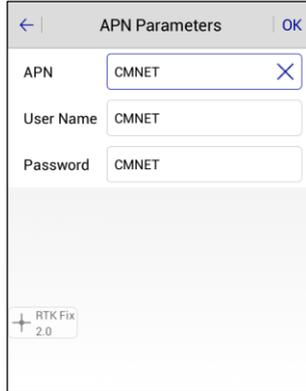 APN Parameters OK
APN CMNET
User Name CMNET
Password CMNET
RTK Fix
2.0